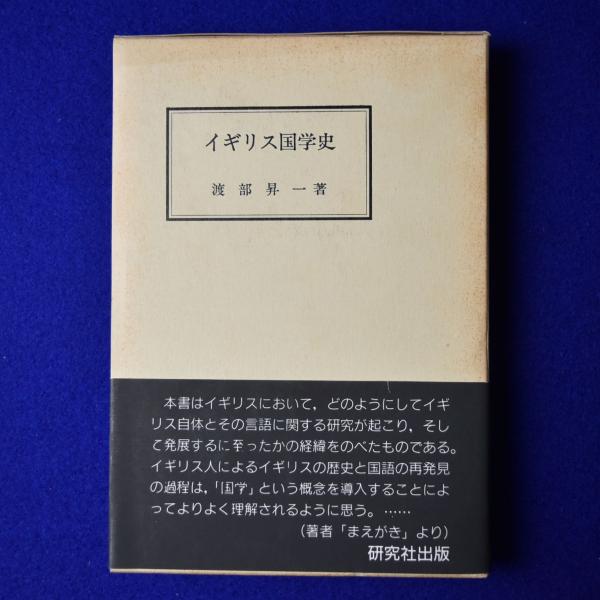 イギリス国学史
渡部昇一著
本書はイギリスにおいて，どのようにしてイギ
リス自体とその言語に関する研究が起こり，そし
て発展するに至ったかの経緯をのべたものである。
イギリス人によるイギリスの歴史と国語の再発見
の過程は，「国学」という概念を導入することによ
ってよりよく理解されるように思う。……
（著者「まえがき」より）
研究社出版